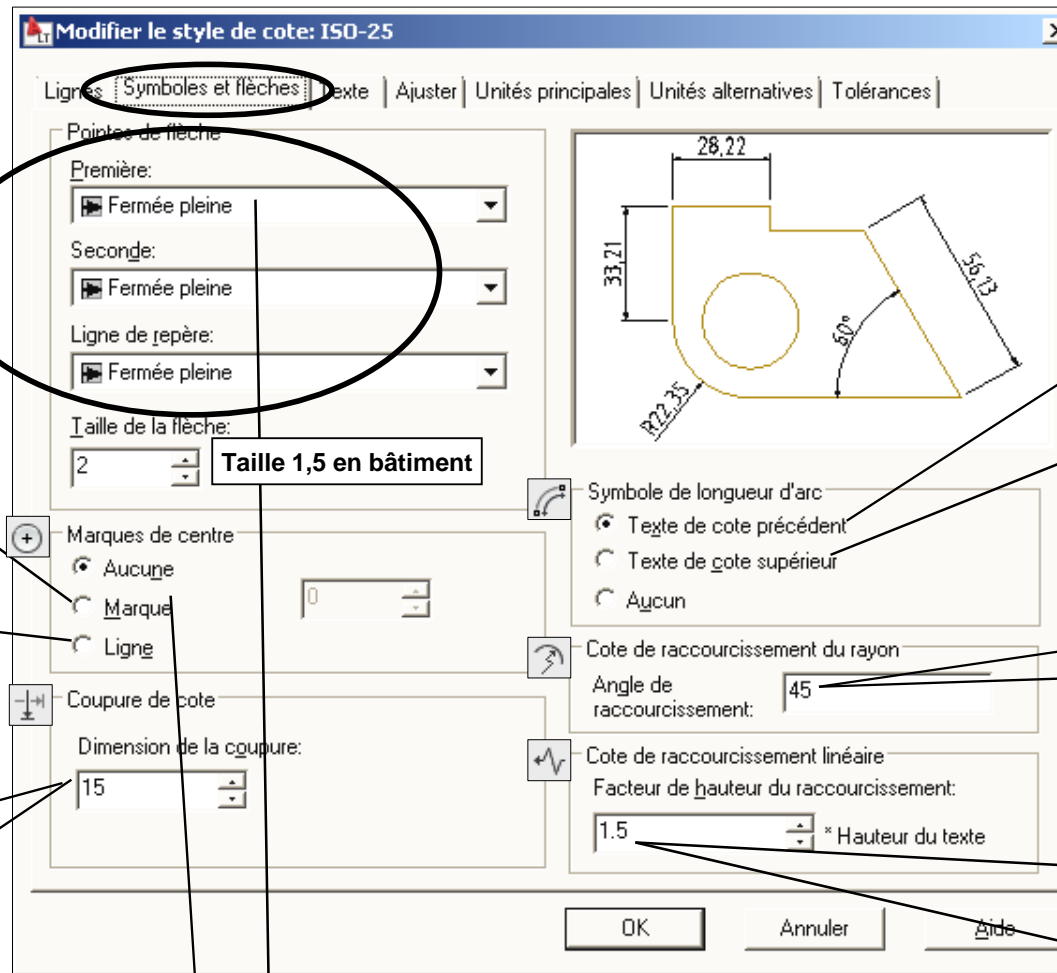 LT
Modifier le style de cote: ISO-25
Lignes Symboles et flèches Texte Ajuster Unités principales Unités alternatives Tolérances
Pointes de flèche
Première:
Fermée pleine
Seconde:
Fermée pleine
Ligne de repère:
Fermée pleine
Taille de la flèche:
2
Taille 1,5 en bâtiment
28,22
33,21
56,13
60°
R22,35
Marques de centre
Aucune
Marque
Ligne
0
Coupure de cote
Dimension de la coupure:
15
Symbole de longueur d'arc
Texte de cote précédent
Texte de cote supérieur
Aucun
Cote de raccourcissement du rayon
Angle de
raccourcissement:
45
Cote de raccourcissement linéaire
Facteur de hauteur du raccourcissement:
1.5
* Hauteur du texte
OK Annuler Aide